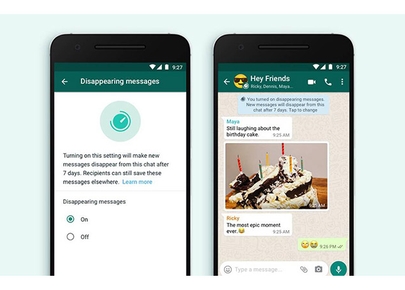 9:27
Disappearing messages
Turning on this setting will make new
messages disappear from this chat after
7 days. Recipients can still save these
messages elsewhere. Learn more
Disappearing messages
On
Off
9:27
Hey Friends
Ricky, Dennis, Maya...
You turned on disappearing messages.
New messages will disappear from this
chat after 7 days. Tap to change
Maya
Still laughing about the
birthday cake.
9:25 AM
Ricky
The most epic moment
ever.😂
9:25 AM
9:26 PM
Type a message...